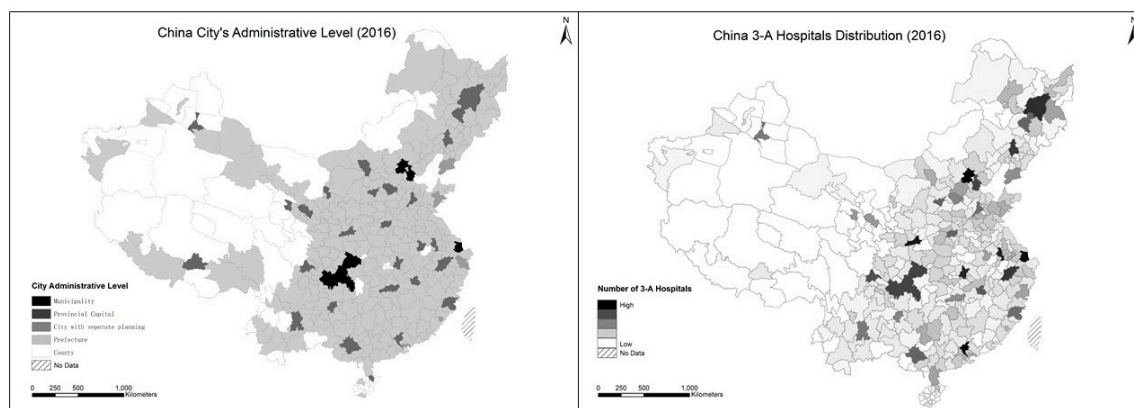 China City's Administrative Level (2016)
N
City Administrative Level
Municipality
Provincial Capital
City with seperate planning
Prefecture
County
No Data
0 250 500 1,000
Kilometers
China 3-A Hospitals Distribution (2016)
N
Number of 3-A Hospitals
High
Low
No Data
0 250 500 1,000
Kilometers